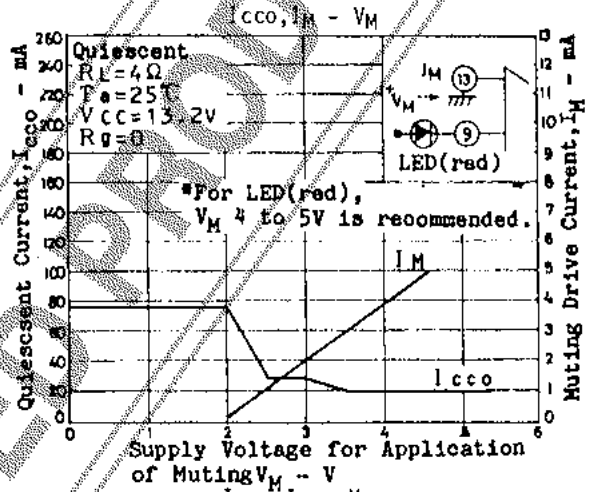 Icco, IM - VM
Quiescent
RL=4Ω
Ta=25℃
VCC=13.2V
Rg=0
IM
13
VM
9
LED(red)
*For LED(red),
VM 4 to 5V is recommended.
IM
Icco
Quiescsent Current, Icco - mA
260
240
220
200
180
160
140
120
100
80
60
40
20
0
Muting Drive Current, IM - mA
13
12
11
10
9
8
7
6
5
4
3
2
1
0
0 1 2 3 4 5 6
Supply Voltage for Application
of Muting VM - V